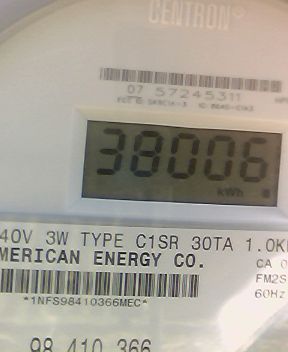 CENTRON®
07 57245311
38006
kWh
40V 3W TYPE C1SR 30TA 1.0K
MERICAN ENERGY CO.
CA 0
FM2S
60Hz
*1NFS98410366MEC*
98 410 366